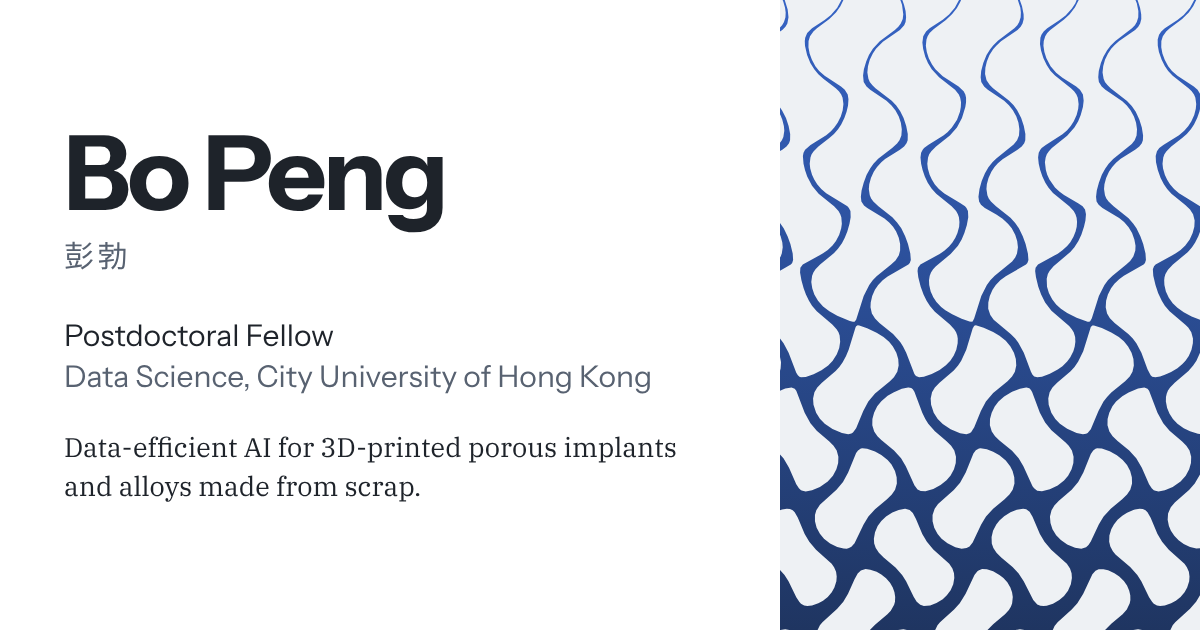 Bo Peng
彭勃
Postdoctoral Fellow
Data Science, City University of Hong Kong
Data-efficient AI for 3D-printed porous implants
and alloys made from scrap.